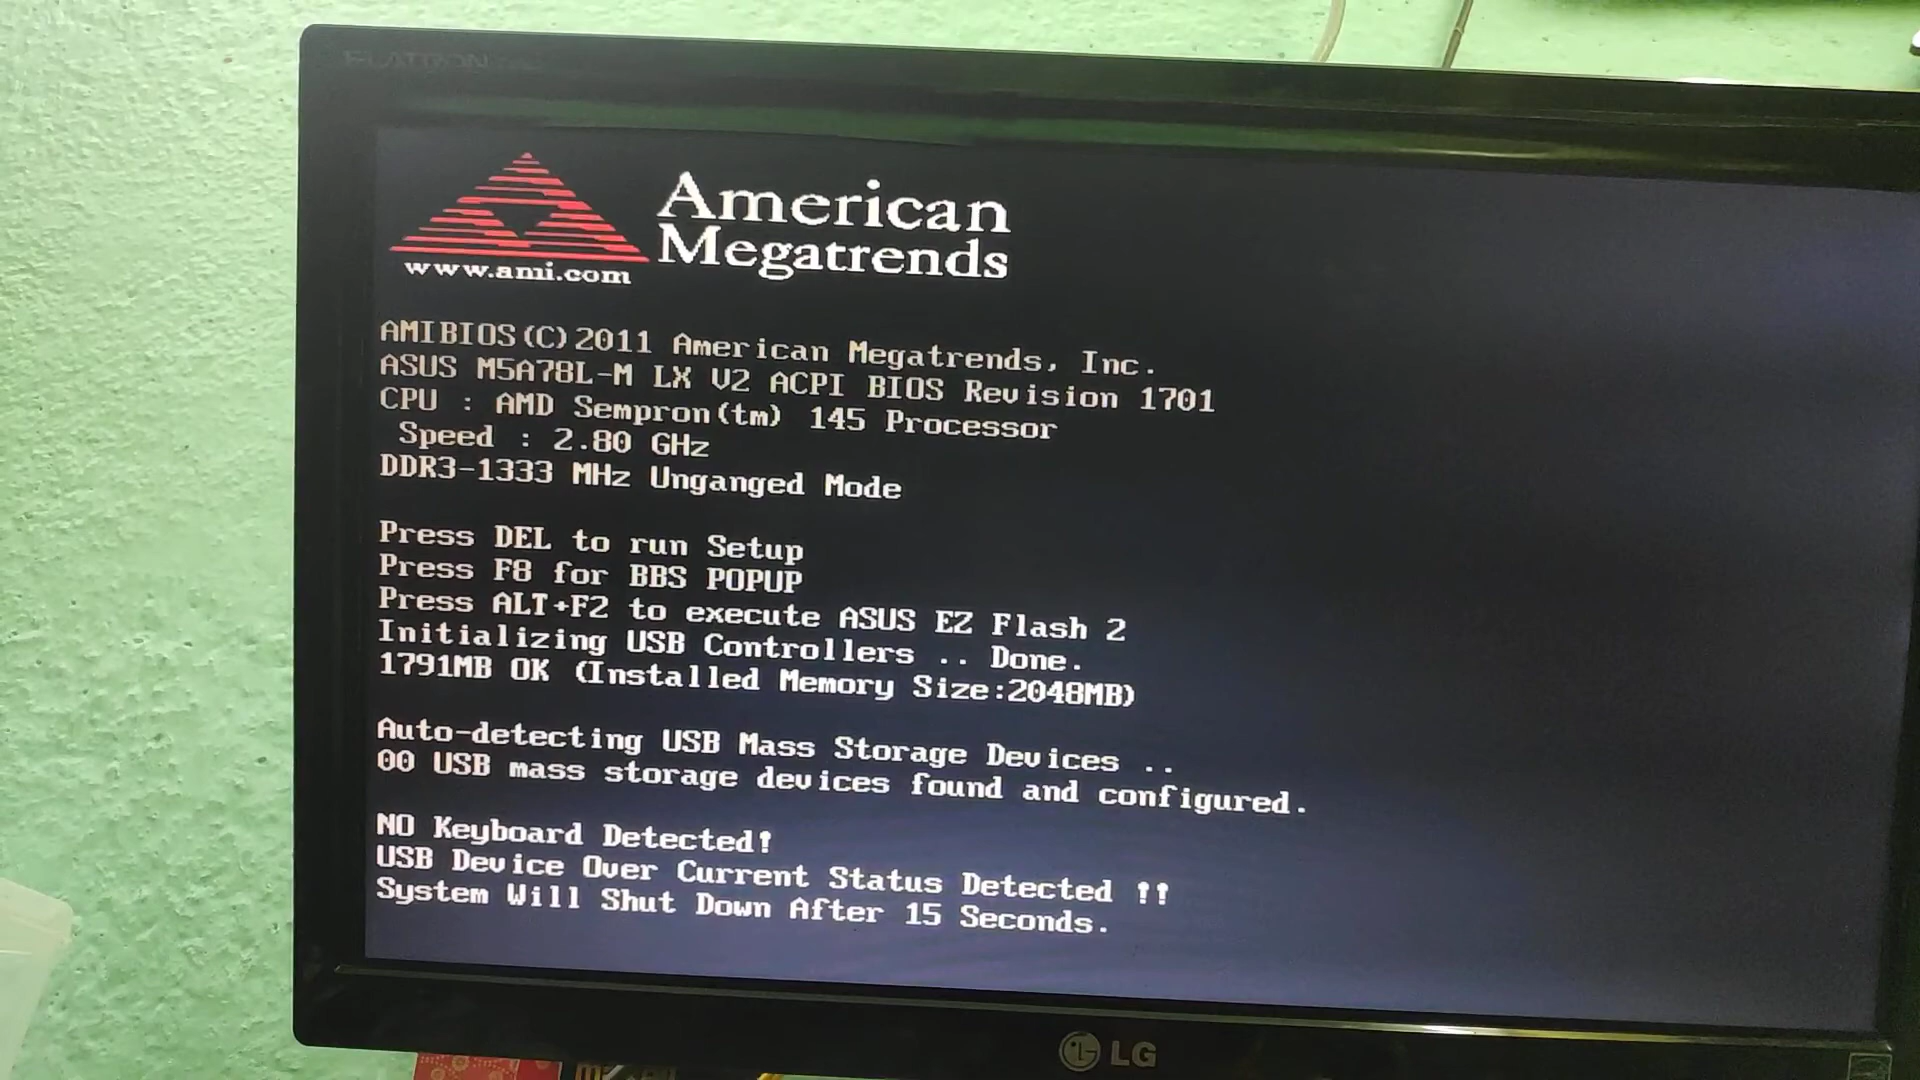 FLATRON
American
Megatrends
www.ami.com
AMIBIOS(C)2011 American Megatrends, Inc.
ASUS M5A78L-M LX V2 ACPI BIOS Revision 1701
CPU : AMD Sempron(tm) 145 Processor
Speed : 2.80 GHz
DDR3-1333 MHz Unganged Mode
Press DEL to run Setup
Press F8 for BBS POPUP
Press ALT+F2 to execute ASUS EZ Flash 2
Initializing USB Controllers .. Done.
1791MB OK (Installed Memory Size:2048MB)
Auto-detecting USB Mass Storage Devices ..
00 USB mass storage devices found and configured.
NO Keyboard Detected!
USB Device Over Current Status Detected !!
System Will Shut Down After 15 Seconds.
LG